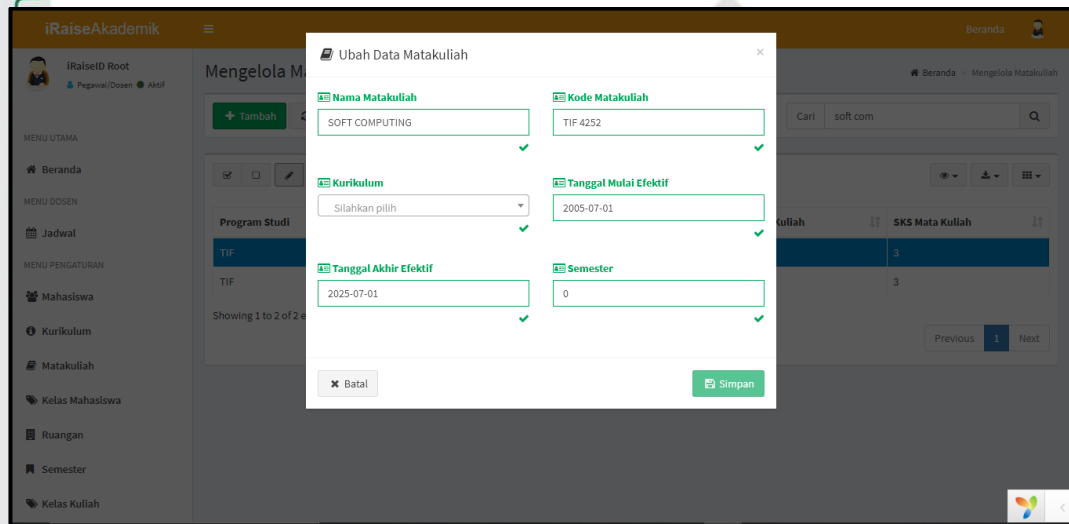 iRaiseAkademik
Beranda
iRaiseID Root
Pegawai/Dosen Aktif
Mengelola M
Beranda - Mengelola Matakuliah
+ Tambah
Cari soft com
MENU UTAMA
Beranda
MENU DOSEN
Jadwal
MENU PENGATURAN
Mahasiswa
Kurikulum
Matakuliah
Kelas Mahasiswa
Ruangan
Semester
Kelas Kuliah
Ubah Data Matakuliah ×
Nama Matakuliah
SOFT COMPUTING
Kode Matakuliah
TIF 4252
Kurikulum
Silahkan pilih
Tanggal Mulai Efektif
2005-07-01
Tanggal Akhir Efektif
2025-07-01
Semester
0
Batal
Simpan
Program Studi
Kuliah
SKS Mata Kuliah
TIF
3
TIF
3
Showing 1 to 2 of 2 e
Previous 1 Next